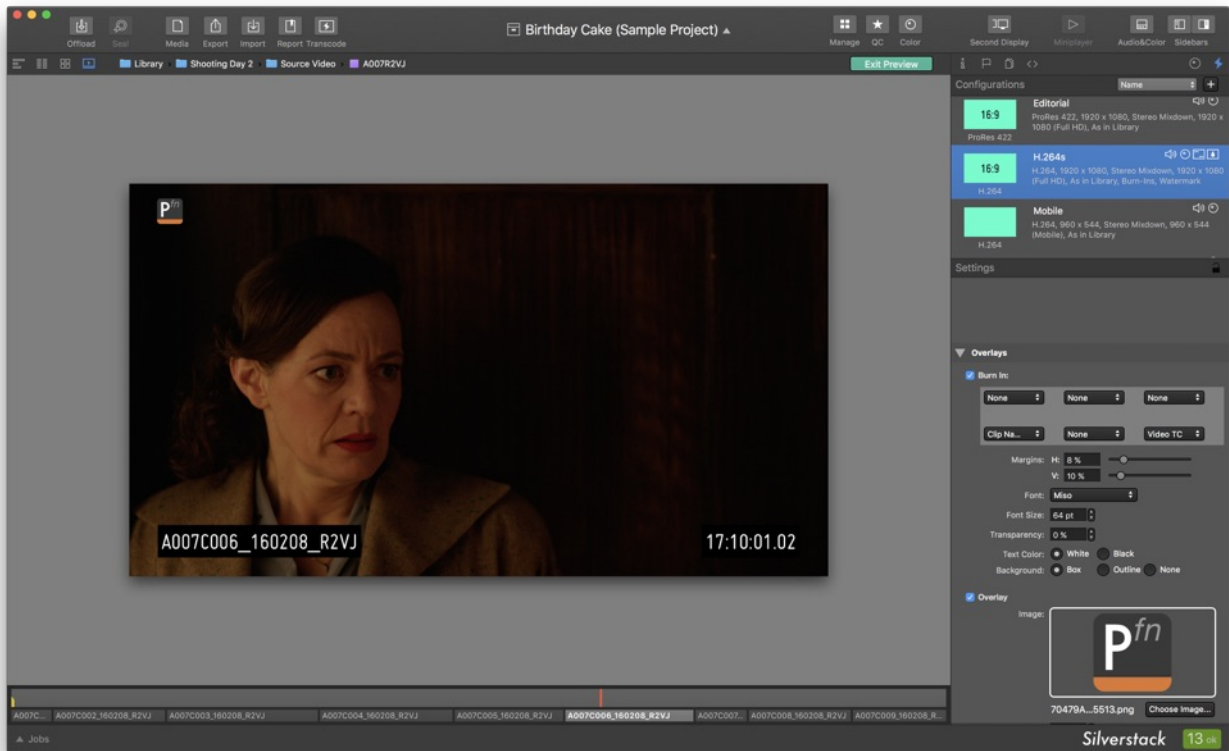 Birthday Cake (Sample Project)
Offload Seal Media Export Import Report Transcode
Manage QC Color Second Display Miniplayer Audio&Color Sidebars
Library Shooting Day 2 Source Video A007R2VJ
Exit Preview
Configurations Name
16:9
ProRes 422
Editorial
ProRes 422, 1920 x 1080, Stereo Mixdown, 1920 x
1080 (Full HD), As in Library
16:9
H.264
H.264s
H.264, 1920 x 1080, Stereo Mixdown, 1920 x 1080
(Full HD), As in Library, Burn-Ins, Watermark
H.264
Mobile
H.264, 960 x 544, Stereo Mixdown, 960 x 544
(Mobile), As in Library
Settings
Overlays
Burn In:
None None None
Clip Na... None Video TC
Margins: H: 8 %
V: 10 %
Font: Miso
Font Size: 64 pt
Transparency: 0 %
Text Color: White Black
Background: Box Outline None
Overlay
Image:
Pfn
70479A...5513.png Choose Image...
Pfn
A007C006_160208_R2VJ 17:10:01.02
A007C... A007C002_160208_R2VJ A007C003_160208_R2VJ A007C004_160208_R2VJ A007C005_160208_R2VJ A007C006_160208_R2VJ A007C007... A007C008_160208_R2VJ A007C009_160208_R...
Jobs
Silverstack 13 ok